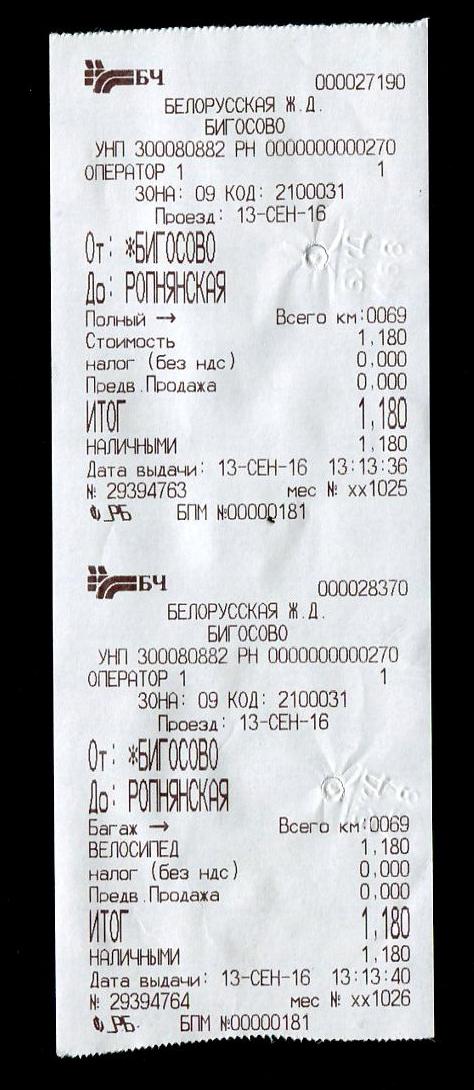 БЧ 000027190
БЕЛОРУССКАЯ Ж.Д.
БИГОСОВО
УНП 300080882 РН 0000000000270
ОПЕРАТОР 1 1
ЗОНА: 09 КОД: 2100031
Проезд: 13-СЕН-16
От: *БИГОСОВО
До: РОПНЯНСКАЯ
Полный → Всего км:0069
Стоимость 1,180
налог (без ндс) 0,000
Предв.Продажа 0,000
ИТОГ 1,180
НАЛИЧНЫМИ 1,180
Дата выдачи: 13-СЕН-16 13:13:36
№ 29394763 мес № xx1025
РБ БПМ №00000181
БЧ 000028370
БЕЛОРУССКАЯ Ж.Д.
БИГОСОВО
УНП 300080882 РН 0000000000270
ОПЕРАТОР 1 1
ЗОНА: 09 КОД: 2100031
Проезд: 13-СЕН-16
От: *БИГОСОВО
До: РОПНЯНСКАЯ
Багаж → Всего км:0069
ВЕЛОСИПЕД 1,180
налог (без ндс) 0,000
Предв.Продажа 0,000
ИТОГ 1,180
НАЛИЧНЫМИ 1,180
Дата выдачи: 13-СЕН-16 13:13:40
№ 29394764 мес № xx1026
РБ БПМ №00000181